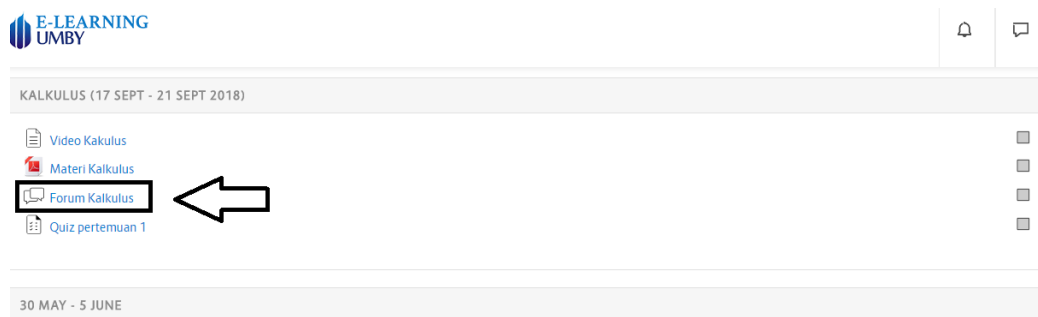 E-LEARNING
UMBY
KALKULUS (17 SEPT - 21 SEPT 2018)
Video Kakulus
Materi Kalkulus
Forum Kalkulus
Quiz pertemuan 1
30 MAY - 5 JUNE